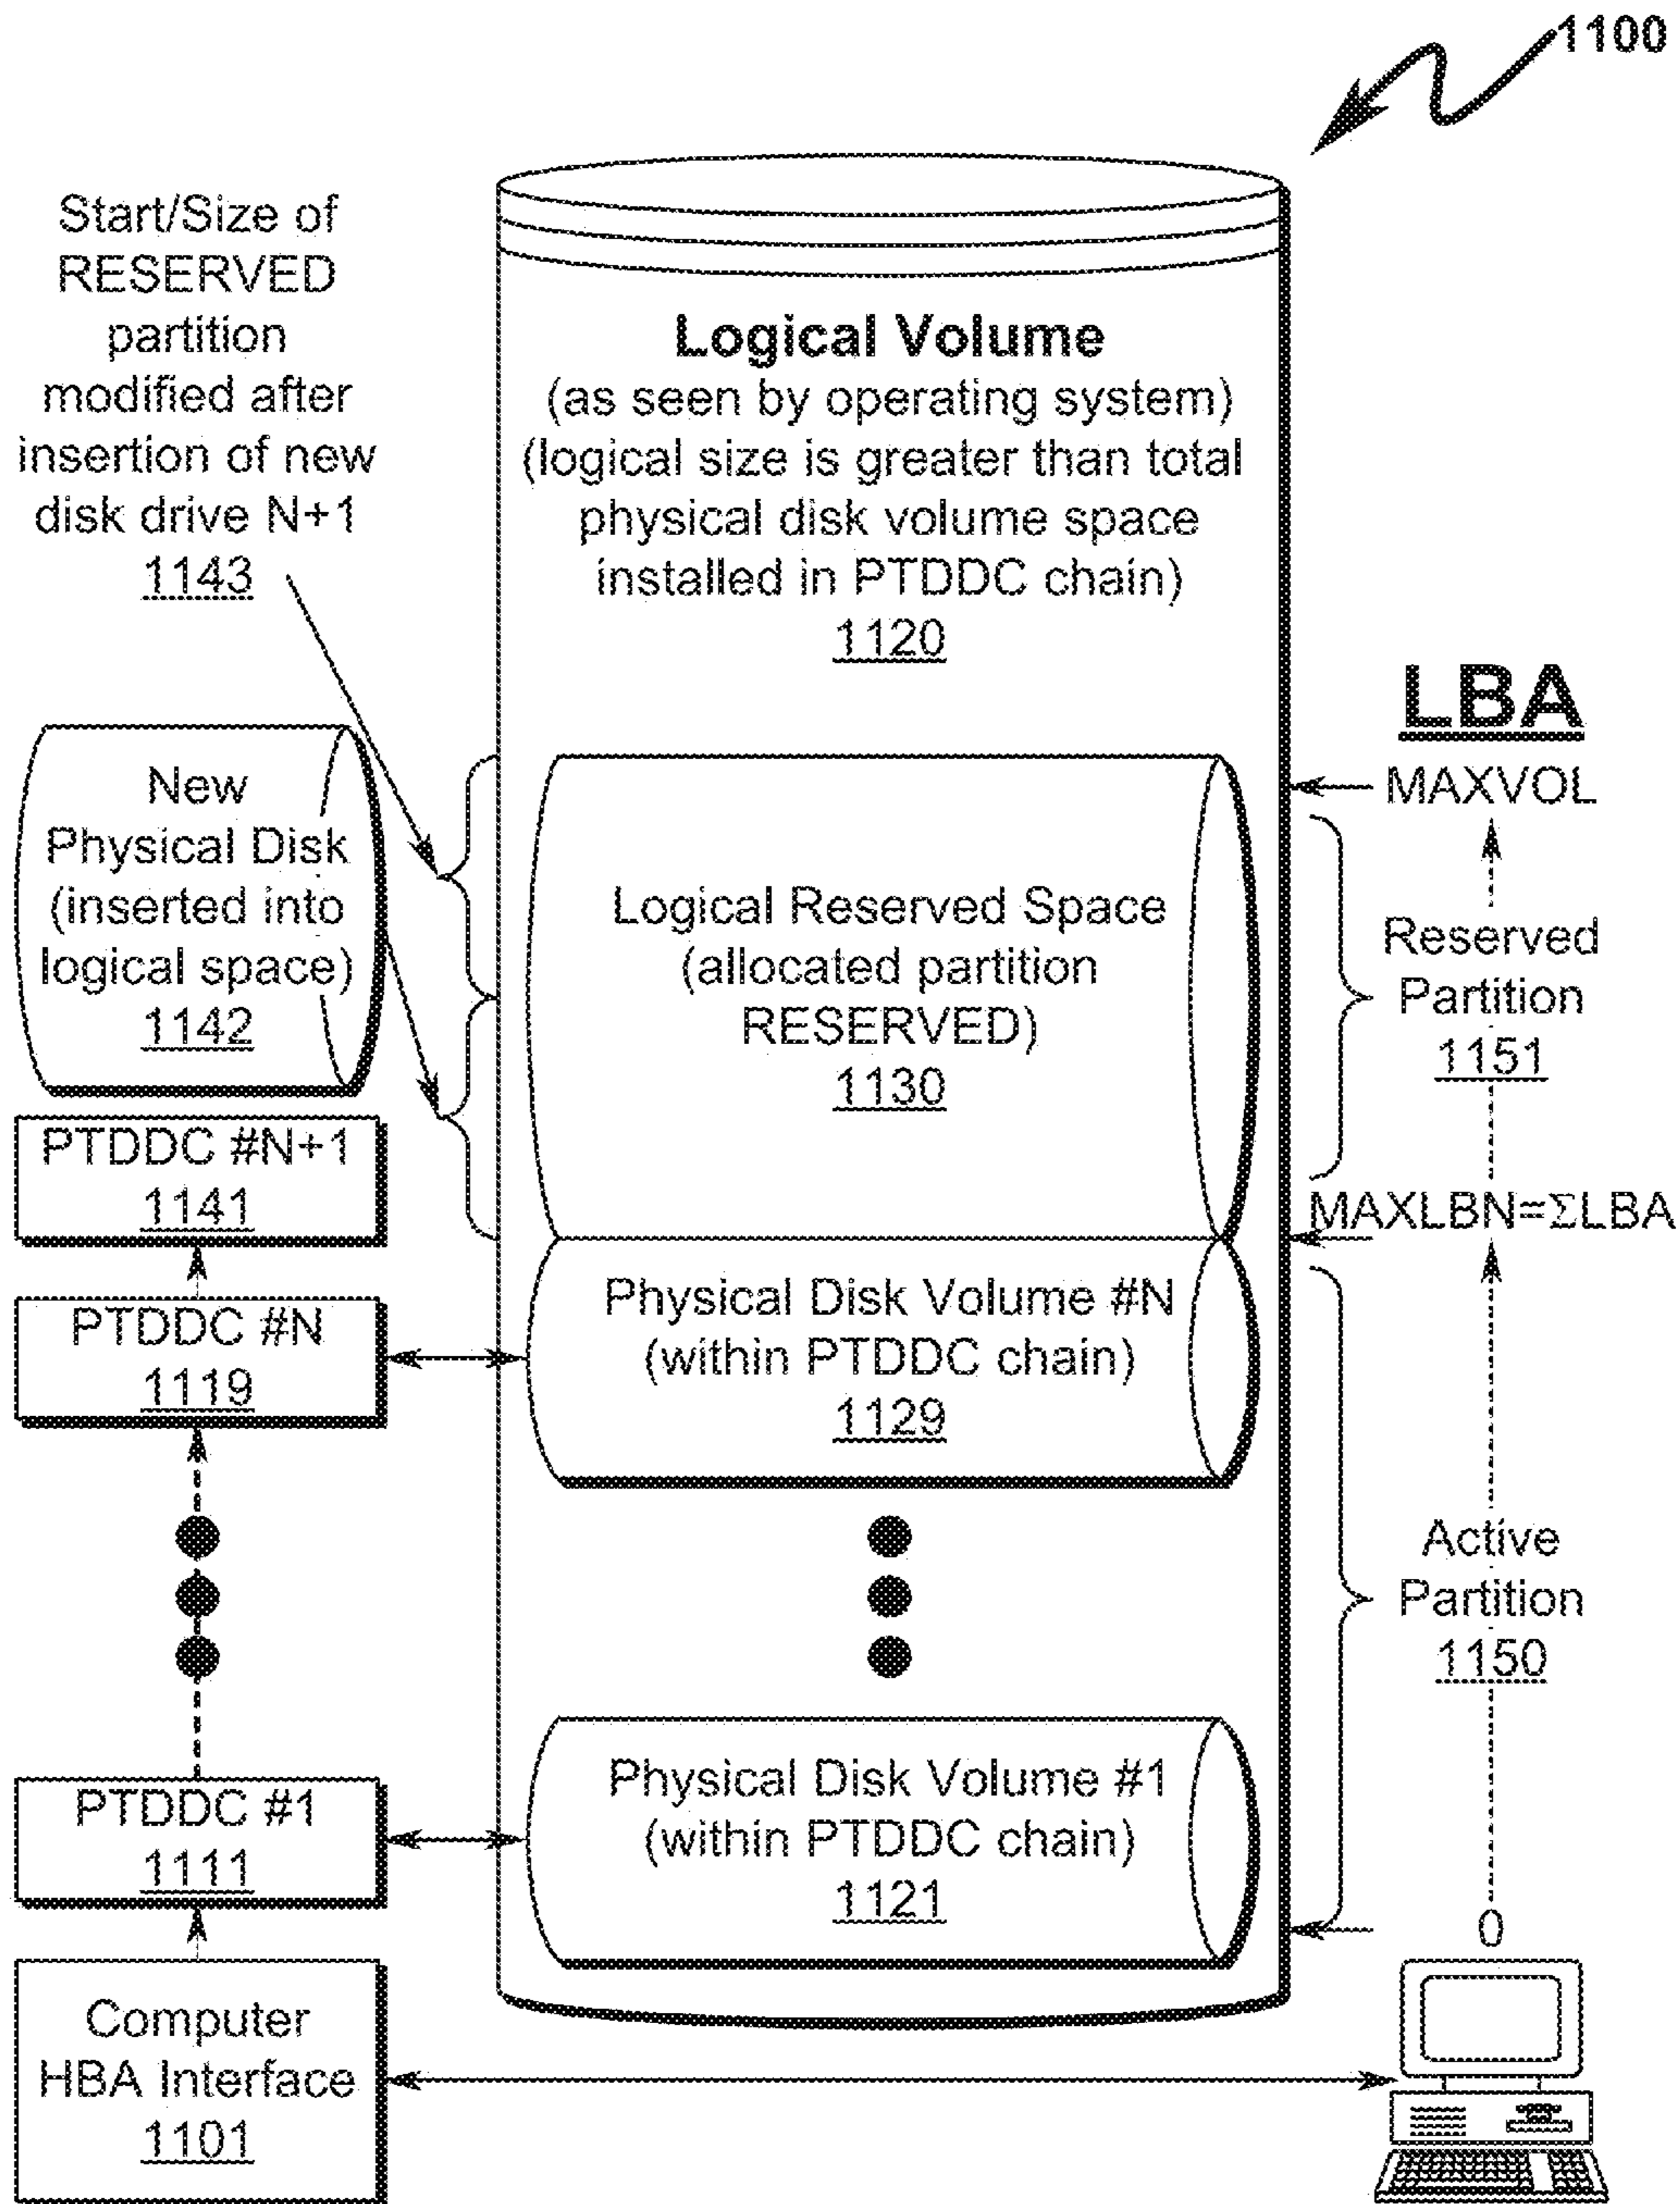 1100
Start/Size of
RESERVED
partition
modified after
insertion of new
disk drive N+1
1143
Logical Volume
(as seen by operating system)
(logical size is greater than total
physical disk volume space
installed in PTDDC chain)
1120
LBA
MAXVOL
New
Physical Disk
(inserted into
logical space)
1142
Logical Reserved Space
(allocated partition
RESERVED)
1130
Reserved
Partition
1151
PTDDC #N+1
1141
MAXLBN=ΣLBA
PTDDC #N
1119
Physical Disk Volume #N
(within PTDDC chain)
1129
Active
Partition
1150
PTDDC #1
1111
Physical Disk Volume #1
(within PTDDC chain)
1121
0
Computer
HBA Interface
1101